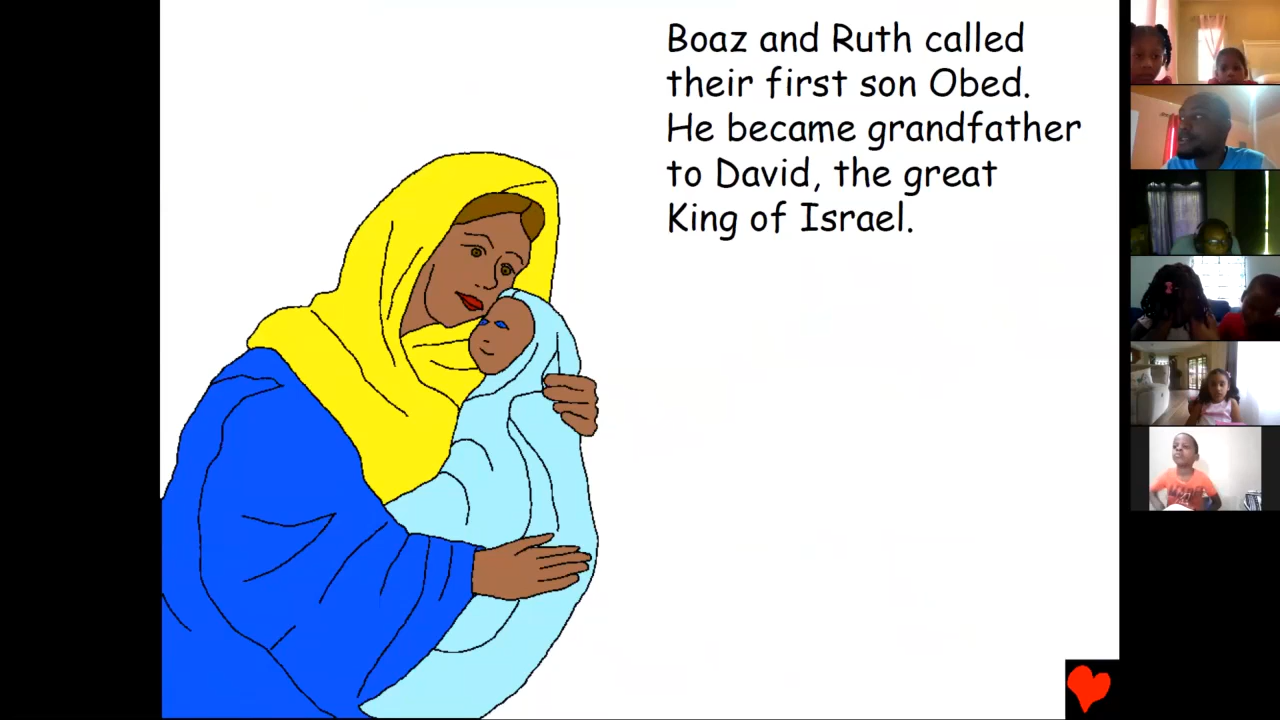 Boaz and Ruth called
their first son Obed.
He became grandfather
to David, the great
King of Israel.